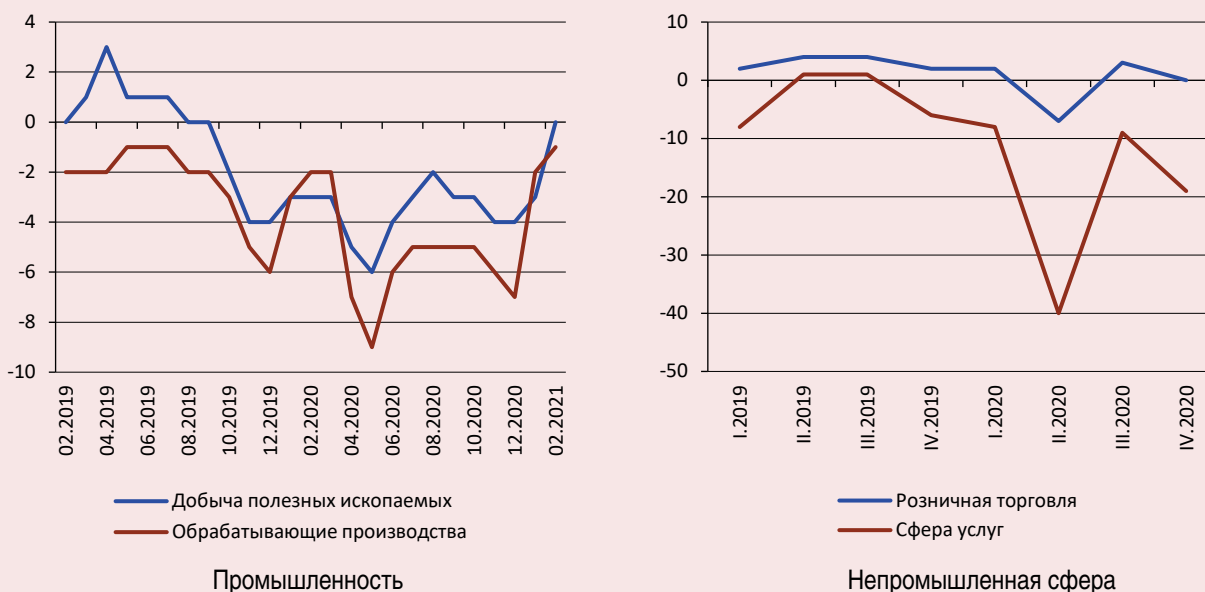 4
2
0
-2
-4
-6
-8
-10
02.2019
04.2019
06.2019
08.2019
10.2019
12.2019
02.2020
04.2020
06.2020
08.2020
10.2020
12.2020
02.2021
Добыча полезных ископаемых
Обрабатывающие производства
Промышленность
10
0
-10
-20
-30
-40
-50
I.2019
II.2019
III.2019
IV.2019
I.2020
II.2020
III.2020
IV.2020
Розничная торговля
Сфера услуг
Непромышленная сфера